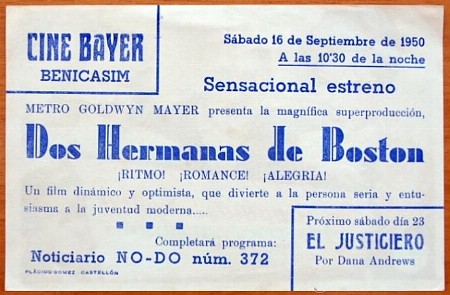 CINE BAYER
BENICASIM
Sábado 16 de Septiembre de 1950
A las 10'30 de la noche
Sensacional estreno
METRO GOLDWYN MAYER presenta la magnífica superproducción,
Dos Hermanas de Boston
¡RITMO! ¡ROMANCE! ¡ALEGRIA!
Un film dinámico y optimista, que divierte a la persona seria y entu-
siasma a la juventud moderna.....
Completará programa:
Noticiario NO-DO núm. 372
PLÁCIDO GOMEZ CASTELLÓN
Próximo sábado día 23
EL JUSTICIERO
Por Dana Andrews